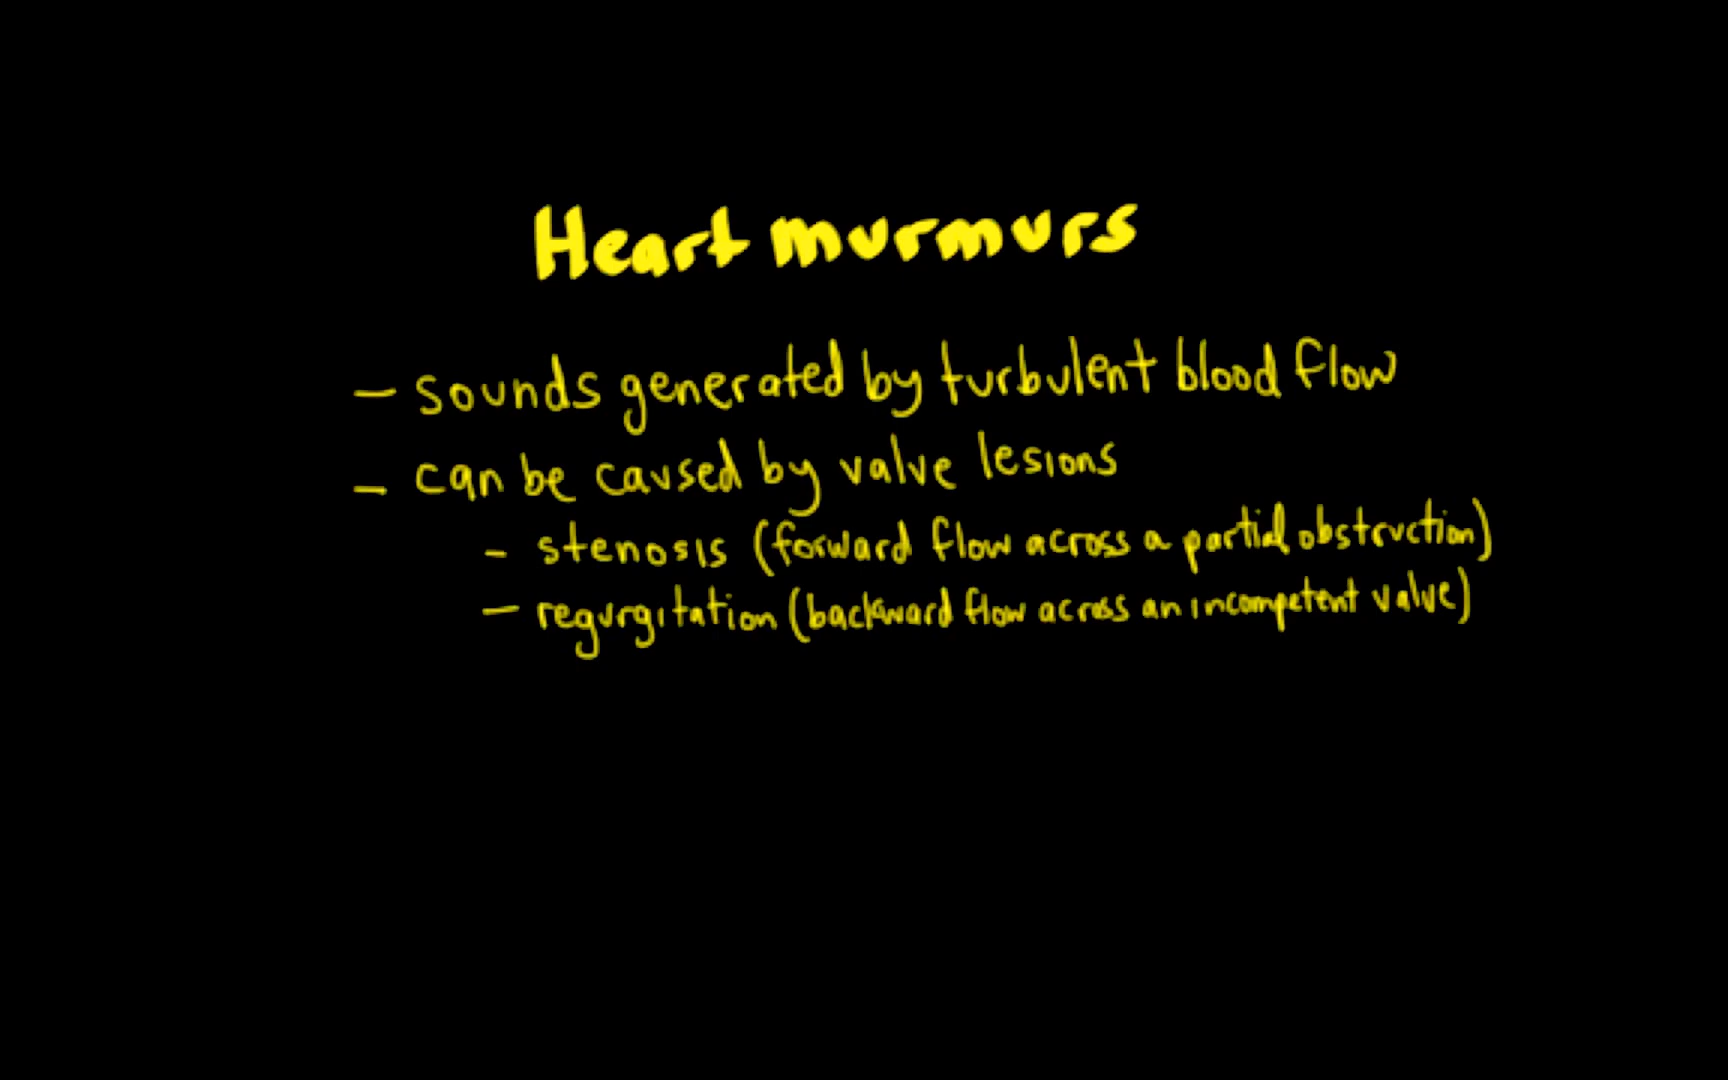 Heart murmurs
- sounds generated by turbulent blood flow
- can be caused by valve lesions
- stenosis (forward flow across a partial obstruction)
- regurgitation (backward flow across an incompetent valve)